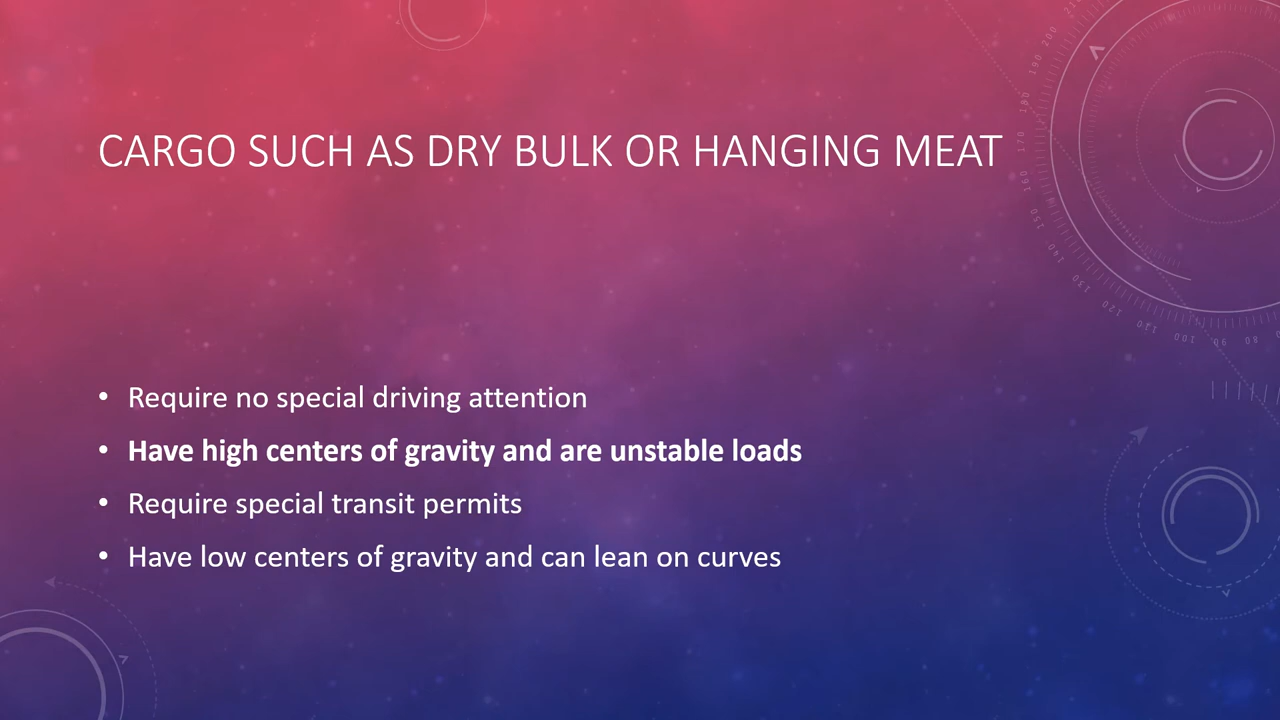 CARGO SUCH AS DRY BULK OR HANGING MEAT
• Require no special driving attention
• Have high centers of gravity and are unstable loads
• Require special transit permits
• Have low centers of gravity and can lean on curves